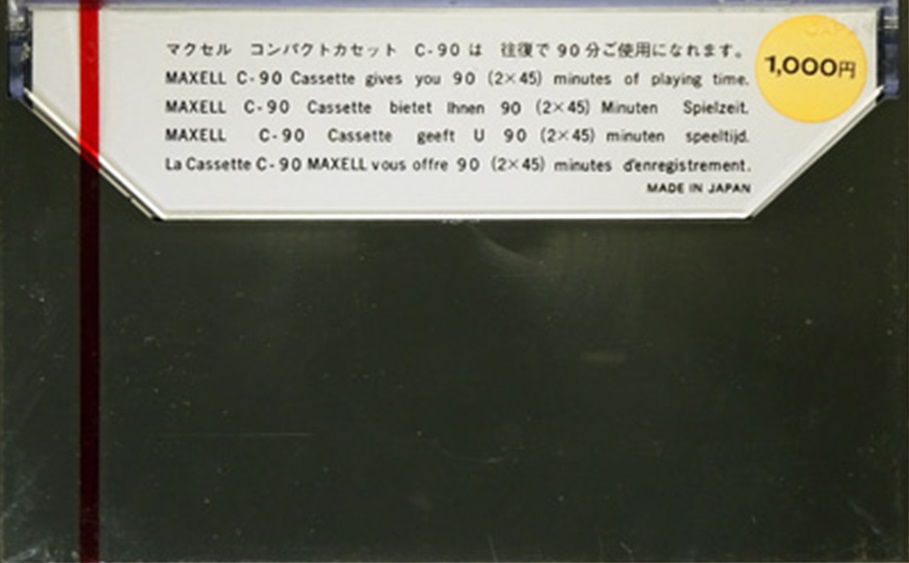 マクセル コンパクトカセット C-90は 往復で90分ご使用になれます。
MAXELL C-90 Cassette gives you 90 (2×45) minutes of playing time.
MAXELL C-90 Cassette bietet Ihnen 90 (2×45) Minuten Spielzeit.
MAXELL C-90 Cassette geeft U 90 (2×45) minuten speeltijd.
La Cassette C-90 MAXELL vous offre 90 (2×45) minutes d'enregistrement.
MADE IN JAPAN
1,000円